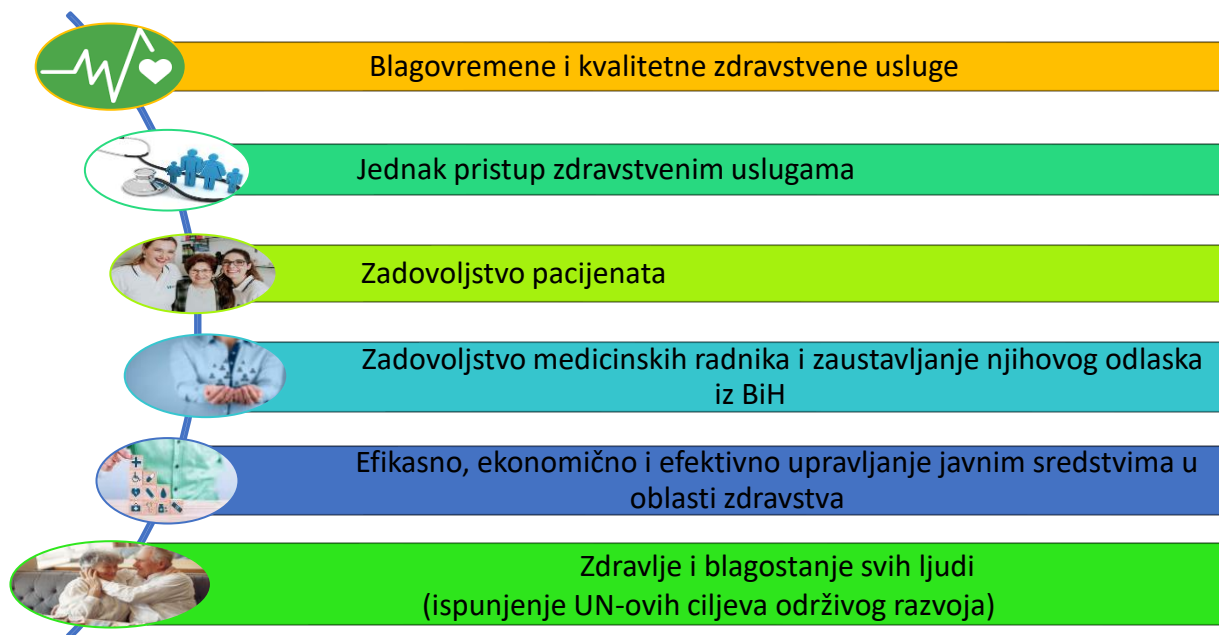 Blagovremene i kvalitetne zdravstvene usluge
Jednak pristup zdravstvenim uslugama
Zadovoljstvo pacijenata
Zadovoljstvo medicinskih radnika i zaustavljanje njihovog odlaska
iz BiH
Efikasno, ekonomično i efektivno upravljanje javnim sredstvima u
oblasti zdravstva
Zdravlje i blagostanje svih ljudi
(ispunjenje UN-ovih ciljeva održivog razvoja)